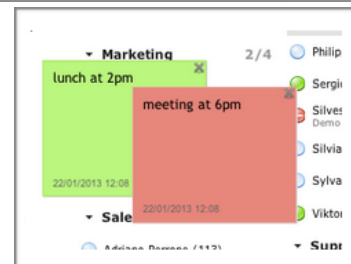 Marketing 2/4
lunch at 2pm
22/01/2013 12:08
meeting at 6pm
22/01/2013 12:08
Sale
Philip
Sergi
Silves
Demo
Silvia
Sylva
Viktor
Supp